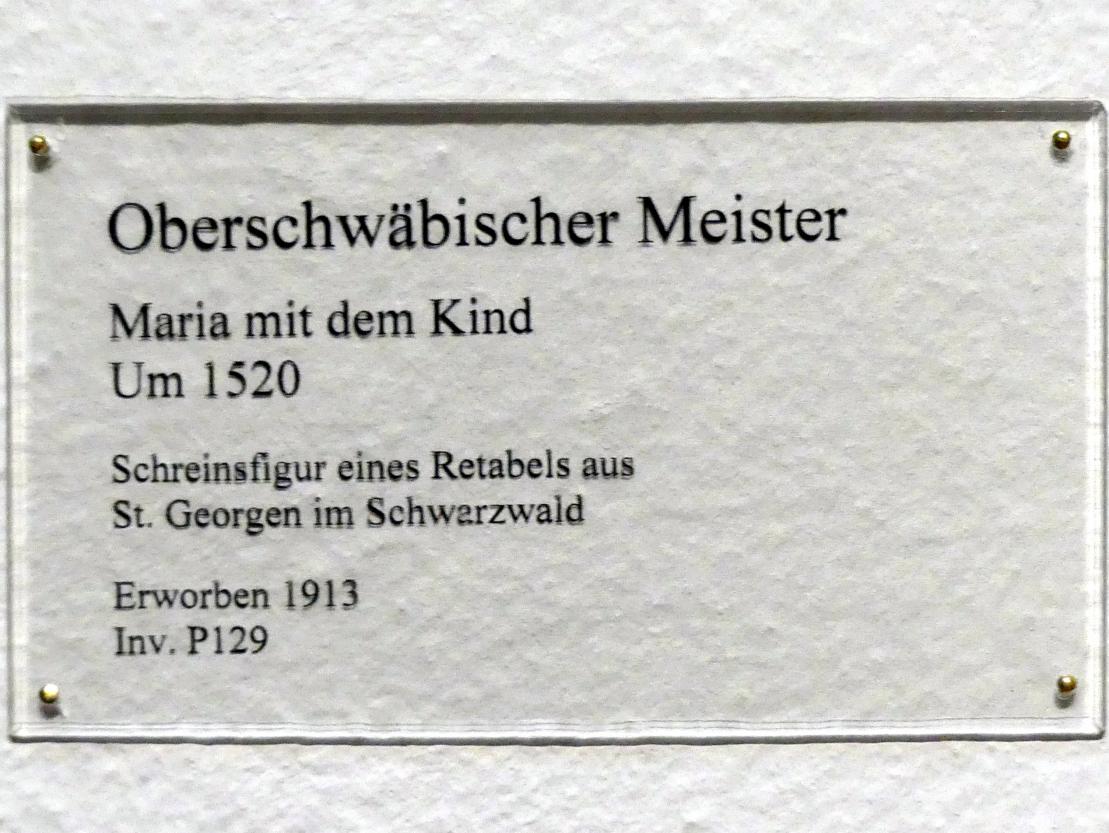 Oberschwäbischer Meister
Maria mit dem Kind
Um 1520
Schreinsfigur eines Retabels aus
St. Georgen im Schwarzwald
Erworben 1913
Inv. P129